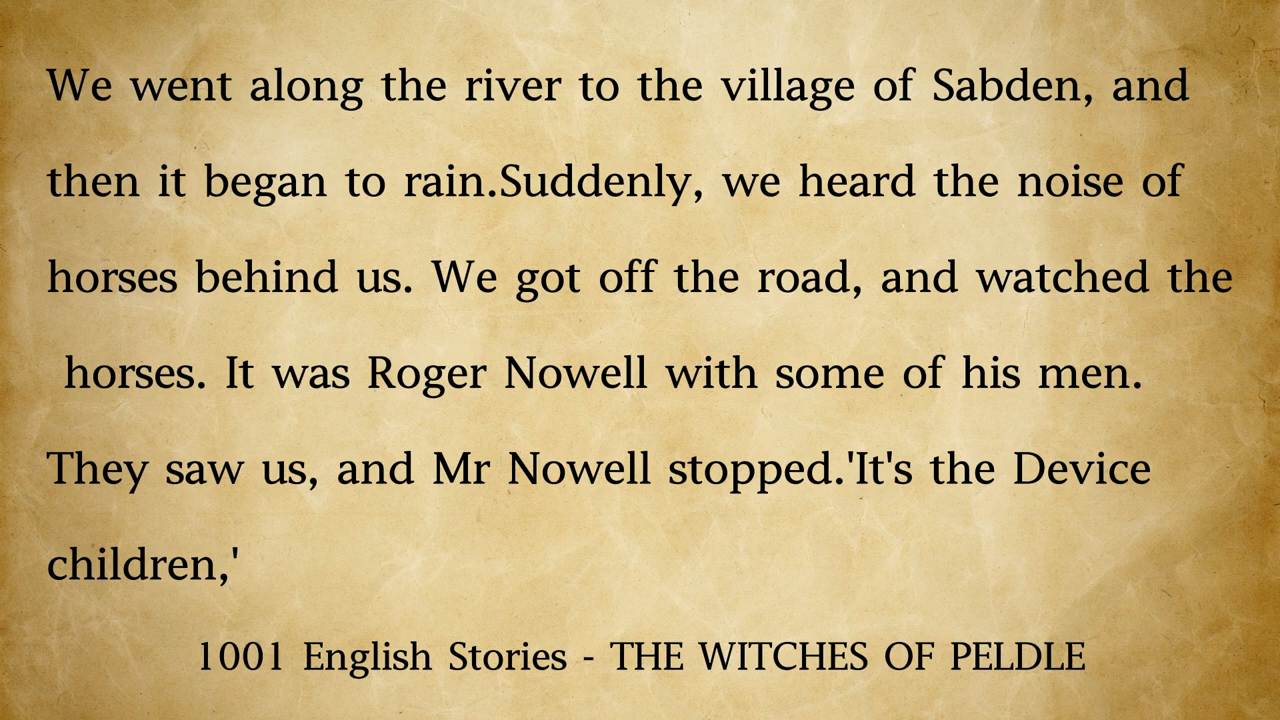 We went along the river to the village of Sabden, and
then it began to rain.Suddenly, we heard the noise of
horses behind us. We got off the road, and watched the
horses. It was Roger Nowell with some of his men.
They saw us, and Mr Nowell stopped.'It's the Device
children,'
1001 English Stories - THE WITCHES OF PELDLE